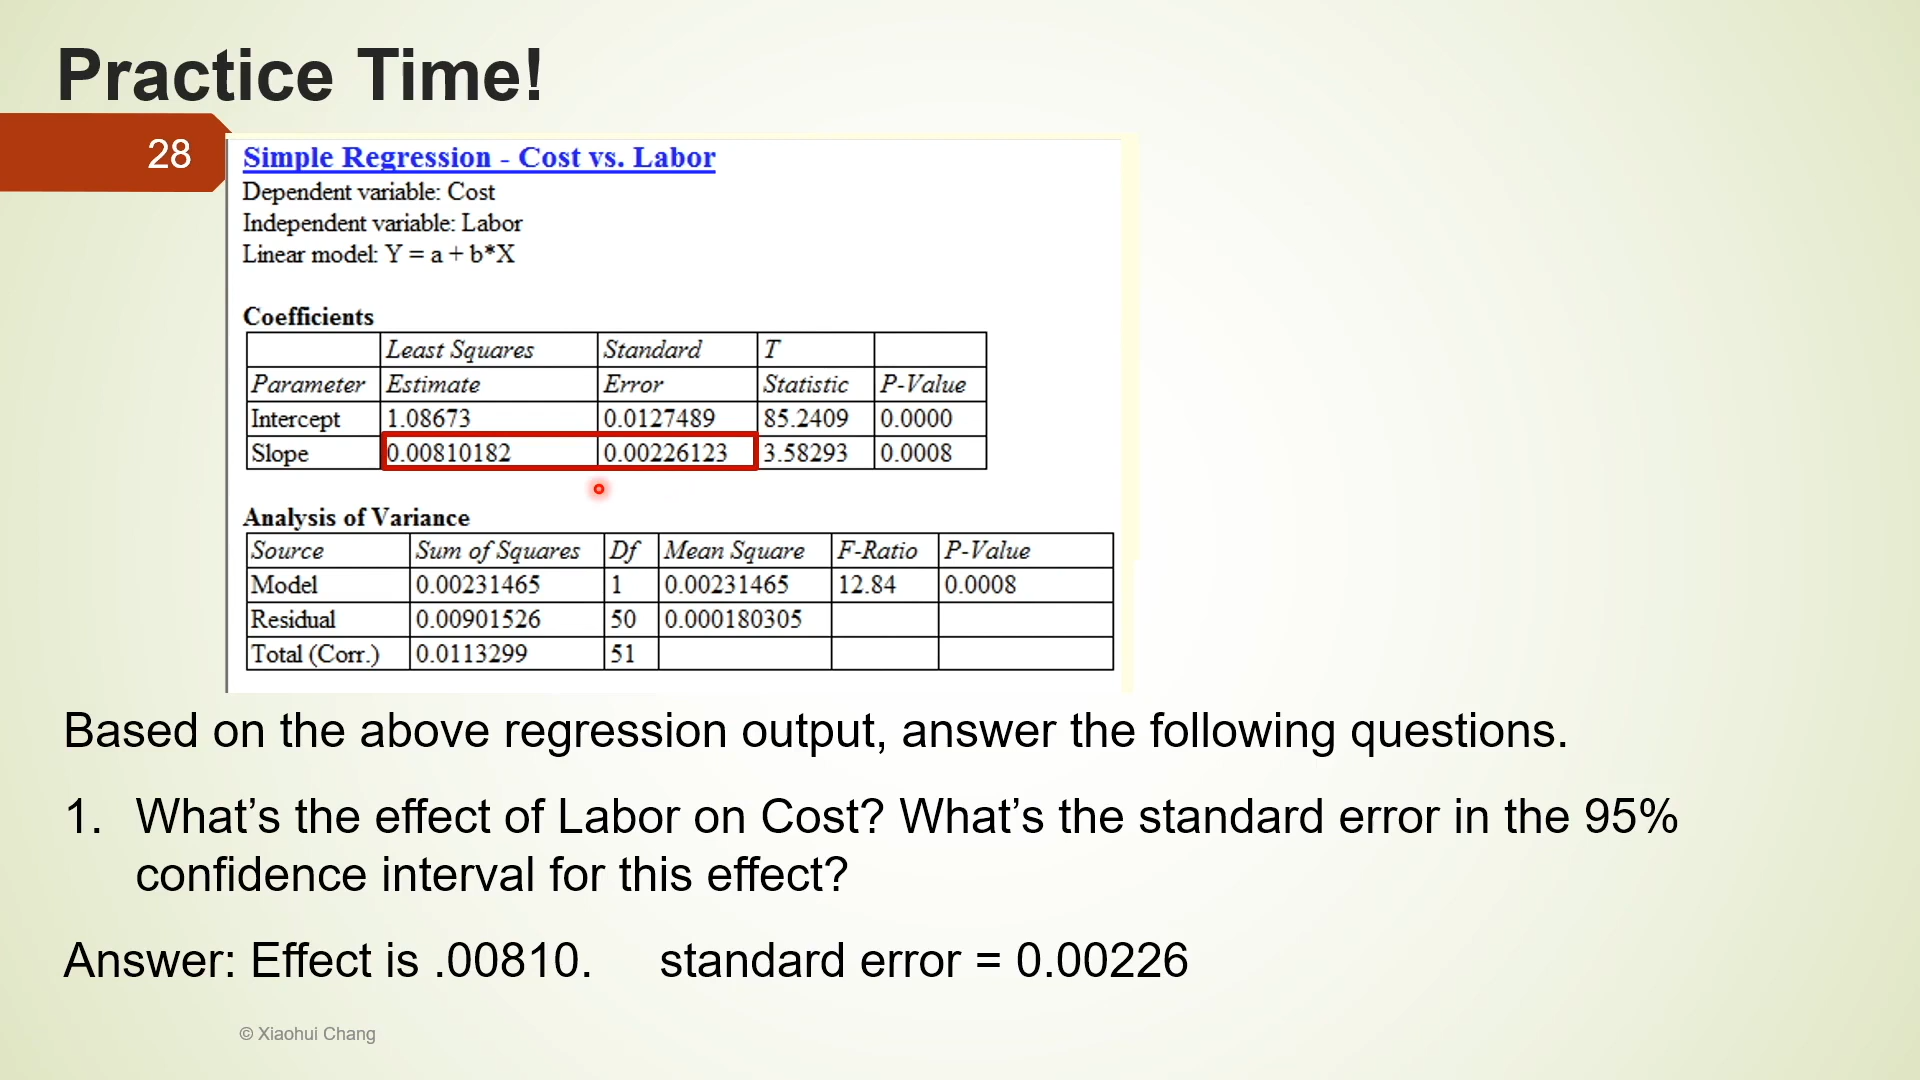 Practice Time!
28
Simple Regression - Cost vs. Labor
Dependent variable: Cost
Independent variable: Labor
Linear model: Y = a + b*X
Coefficients
Least Squares Standard T
Parameter Estimate Error Statistic P-Value
Intercept 1.08673 0.0127489 85.2409 0.0000
Slope 0.00810182 0.00226123 3.58293 0.0008
Analysis of Variance
Source Sum of Squares Df Mean Square F-Ratio P-Value
Model 0.00231465 1 0.00231465 12.84 0.0008
Residual 0.00901526 50 0.000180305
Total (Corr.) 0.0113299 51
Based on the above regression output, answer the following questions.
1. What’s the effect of Labor on Cost? What’s the standard error in the 95%
confidence interval for this effect?
Answer: Effect is .00810. standard error = 0.00226
© Xiaohui Chang